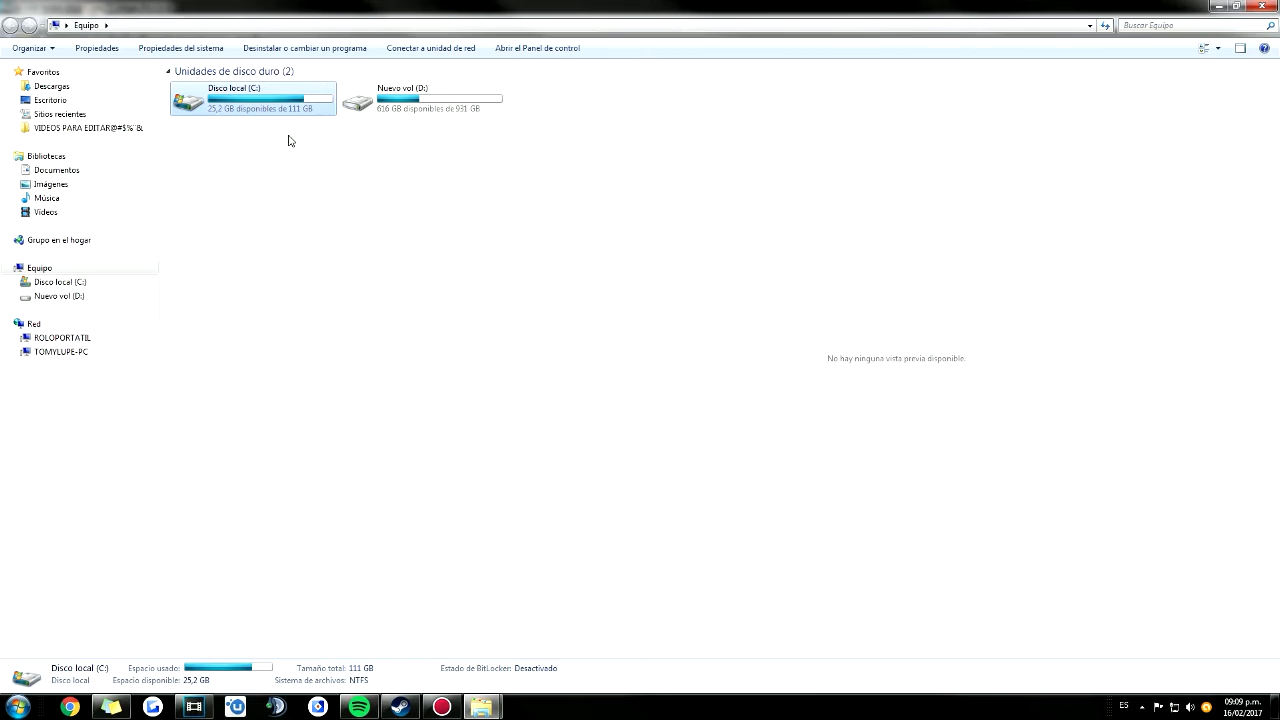 Equipo
Buscar Equipo
Organizar Propiedades Propiedades del sistema Desinstalar o cambiar un programa Conectar a unidad de red Abrir el Panel de control
Favoritos
Descargas
Escritorio
Sitios recientes
VIDEOS PARA EDITAR@#$%¨&
Bibliotecas
Documentos
Imágenes
Música
Vídeos
Grupo en el hogar
Equipo
Disco local (C:)
Nuevo vol (D:)
Red
ROLOPORTATIL
TOMYLUPE-PC
Unidades de disco duro (2)
Disco local (C:)
25,2 GB disponibles de 111 GB
Nuevo vol (D:)
616 GB disponibles de 931 GB
No hay ninguna vista previa disponible.
Disco local (C:) Espacio usado: Tamaño total: 111 GB Estado de BitLocker: Desactivado
Disco local Espacio disponible: 25,2 GB Sistema de archivos: NTFS
ES
09:09 p.m.
16/02/2017